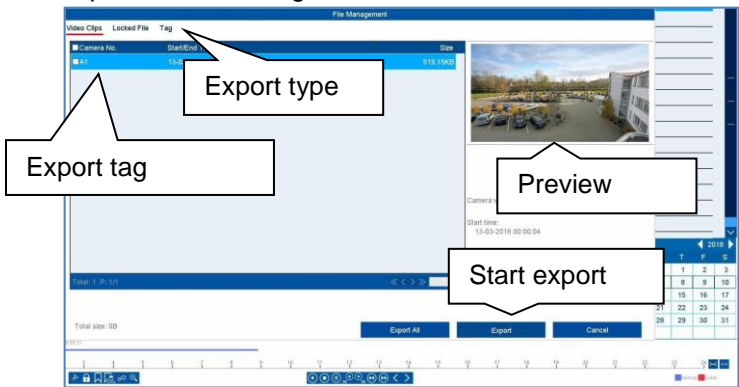 File Management
Video Clips Locked File Tag
Camera No. Start/End Size
A1 13-0 519.15KB
Export type
Export tag
Preview
Camera
Start time:
13-03-2018 00:00:04
2018
Start export
T F S
1 2 3
Total: 1 P: 1/1
8 9 10
15 16 17
21 22 23 24
Total size: 0B
28 29 30 31
Export All Export Cancel